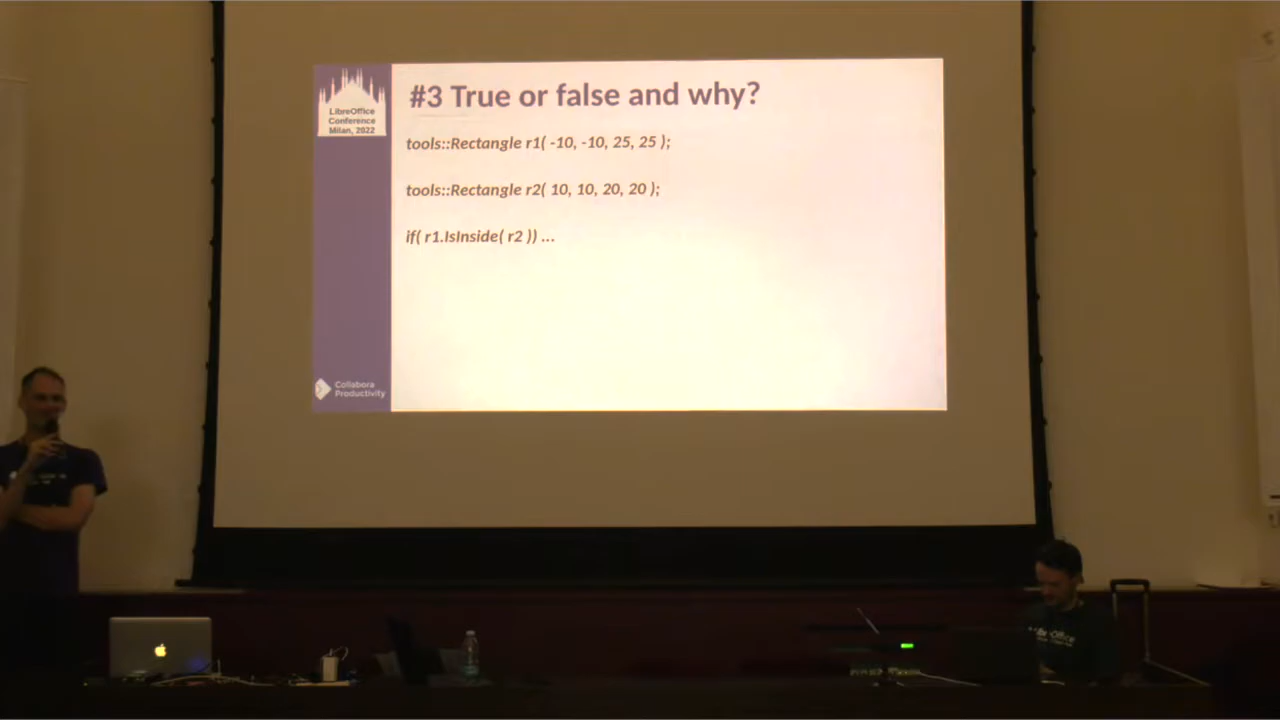 #3 True or false and why?
LibreOffice
Conference
Milan, 2022
tools::Rectangle r1( -10, -10, 25, 25 );
tools::Rectangle r2( 10, 10, 20, 20 );
if( r1.IsInside( r2 )) ...
Collabora
Productivity